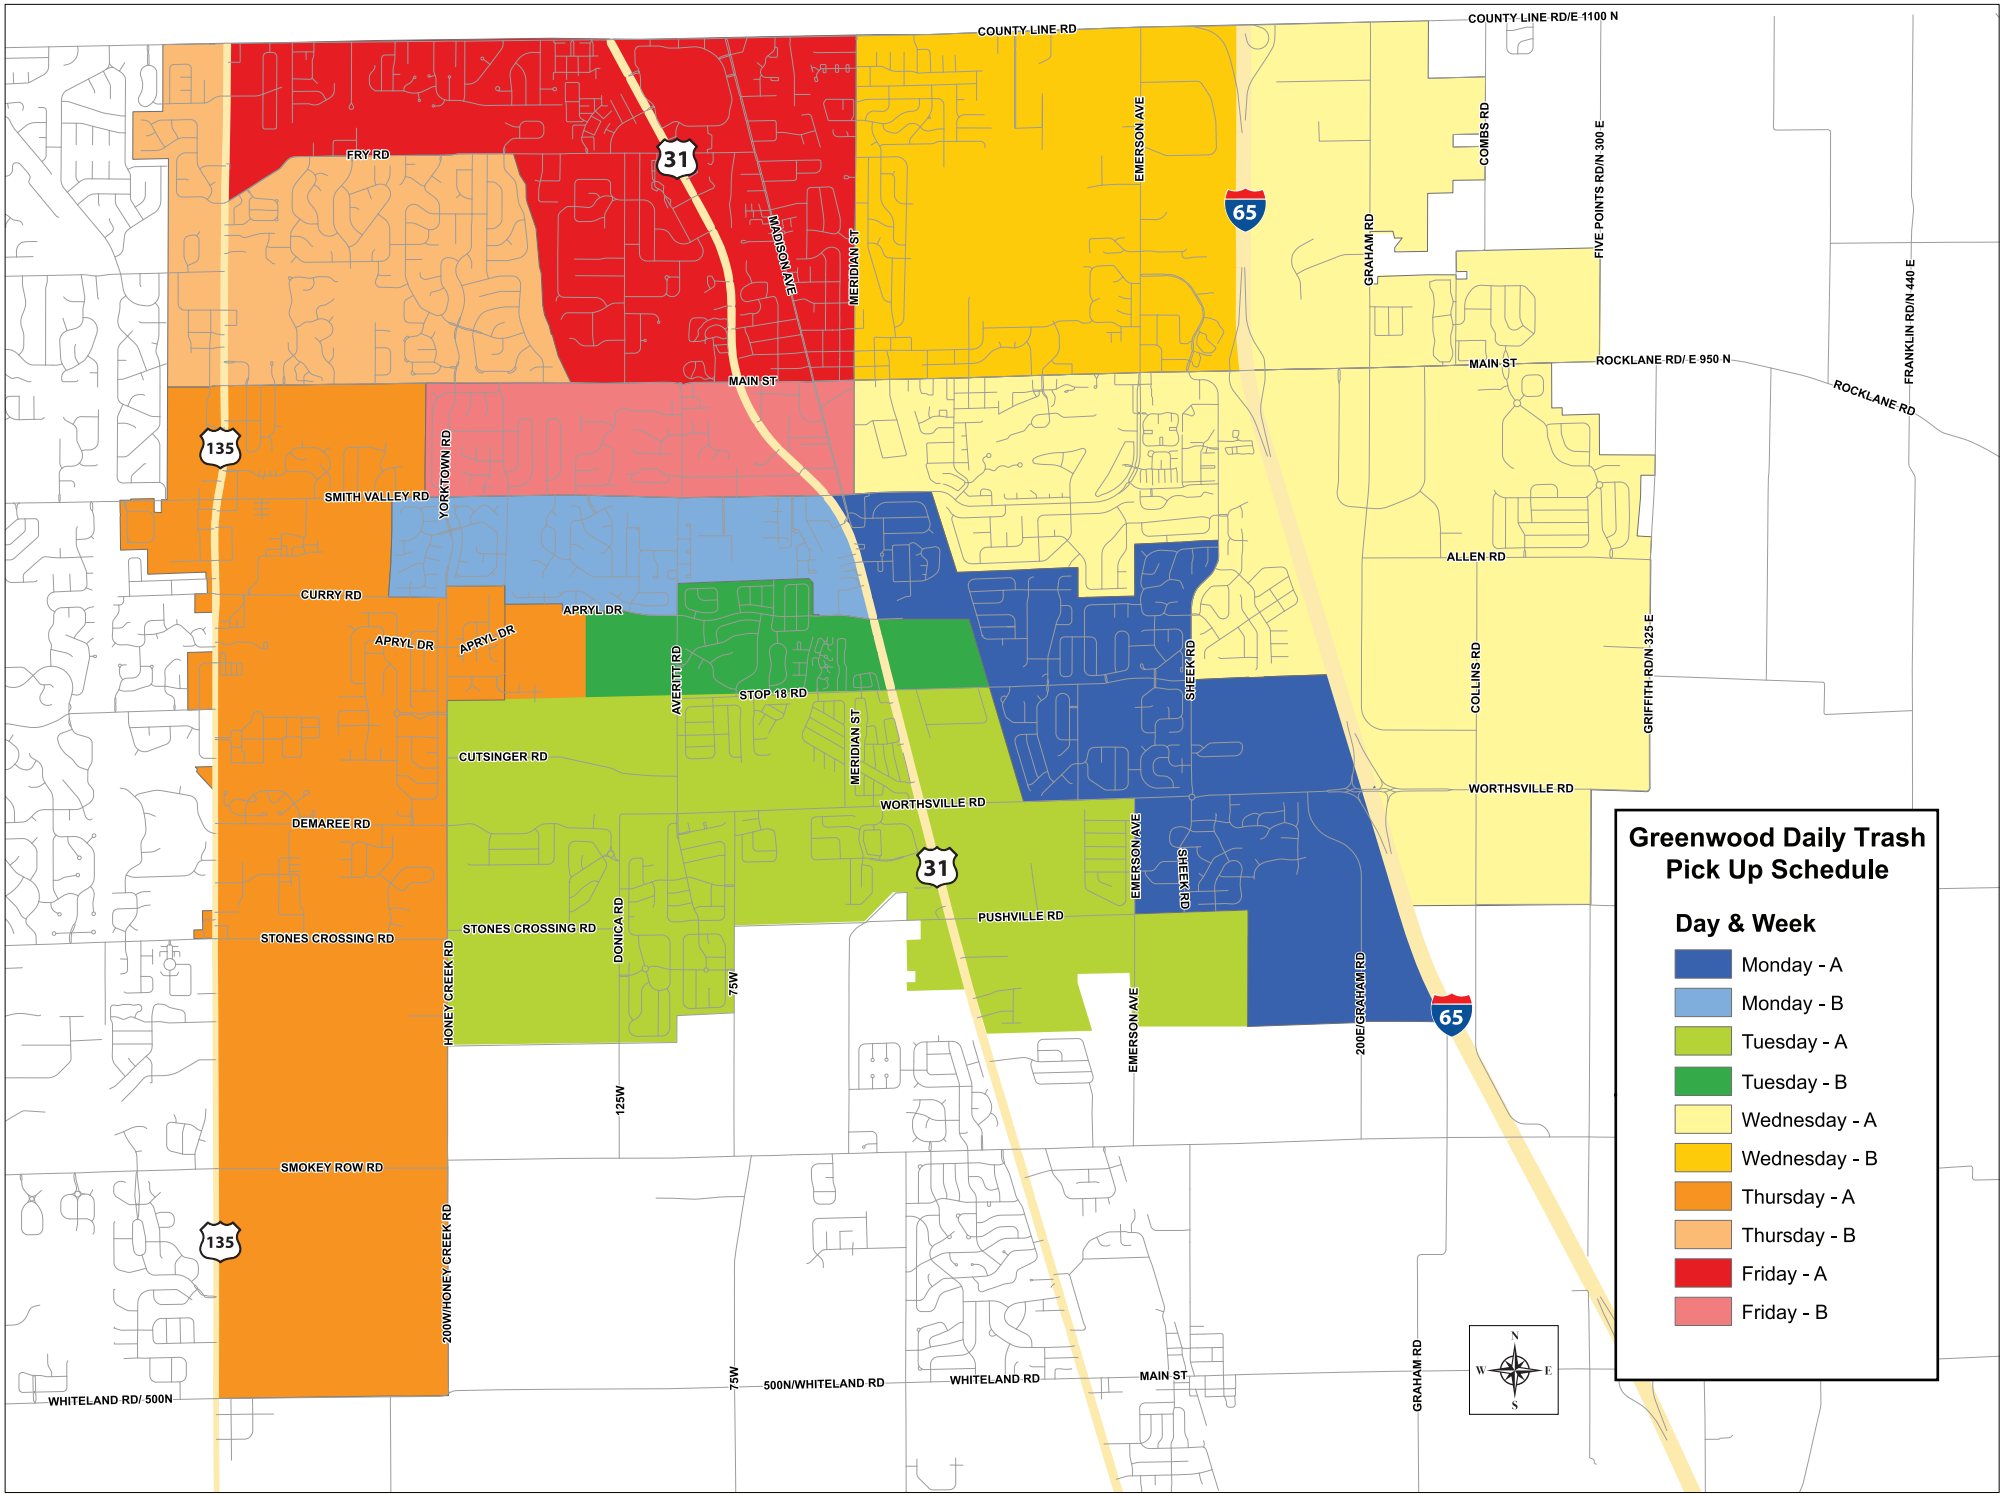 COUNTY LINE RD
COUNTY LINE RD/E 1100 N
COMBS RD
EMERSON AVE
FIVE POINTS RD/N 300 E
FRY RD
31
65
MADISON AVE
MERIDIAN ST
GRAHAM RD
FRANKLIN RD/N 440 E
MAIN ST
MAIN ST
ROCKLANE RD/ E 950 N
ROCKLANE RD
135
YORKTOWN RD
SMITH VALLEY RD
ALLEN RD
CURRY RD
APRYL DR
APRYL DR
APRYL DR
AVERITT RD
STOP 18 RD
SHEEK RD
COLLINS RD
GRIFFITH RD/N 325 E
CUTSINGER RD
MERIDIAN ST
WORTHSVILLE RD
WORTHSVILLE RD
DEMAREE RD
31
EMERSON AVE
SHEEK RD
STONES CROSSING RD
STONES CROSSING RD
DONICA RD
PUSHVILLE RD
HONEY CREEK RD
75W
EMERSON AVE
200E/GRAHAM RD
65
125W
SMOKEY ROW RD
135
200W/HONEY CREEK RD
WHITELAND RD/ 500N
75W
500N/WHITELAND RD
WHITELAND RD
MAIN ST
GRAHAM RD
N
W
E
S
Greenwood Daily Trash
Pick Up Schedule
Day & Week
Monday - A
Monday - B
Tuesday - A
Tuesday - B
Wednesday - A
Wednesday - B
Thursday - A
Thursday - B
Friday - A
Friday - B